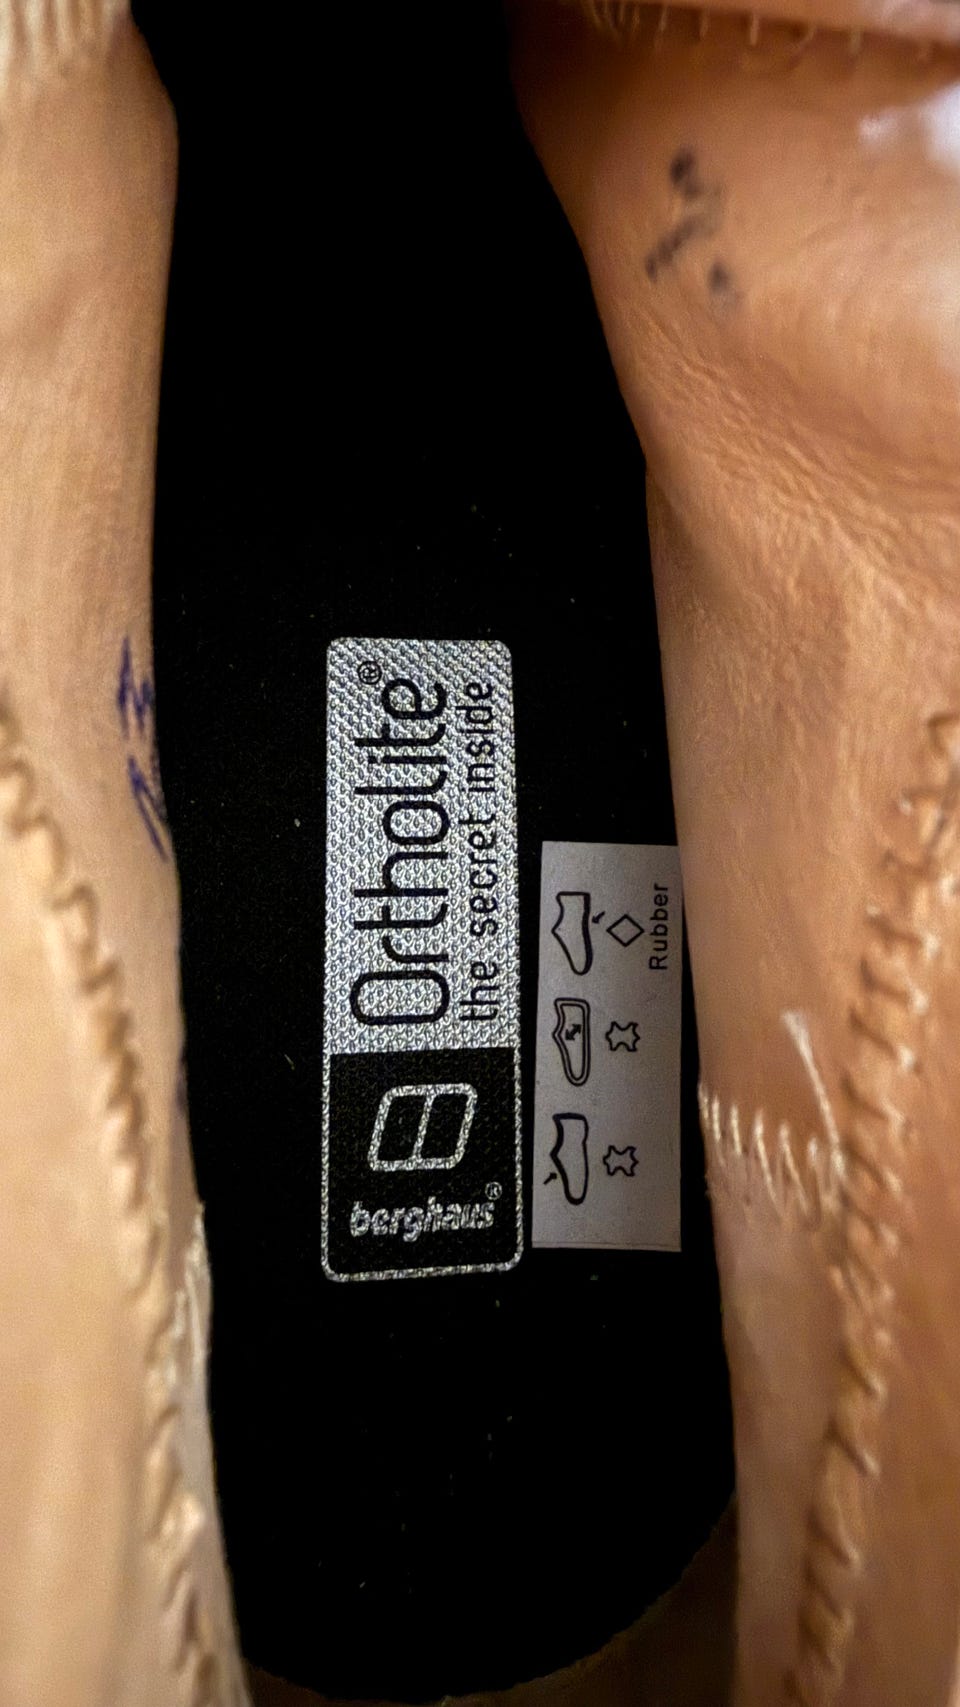 OrthoLite®
the secret inside
berghaus®
Rubber